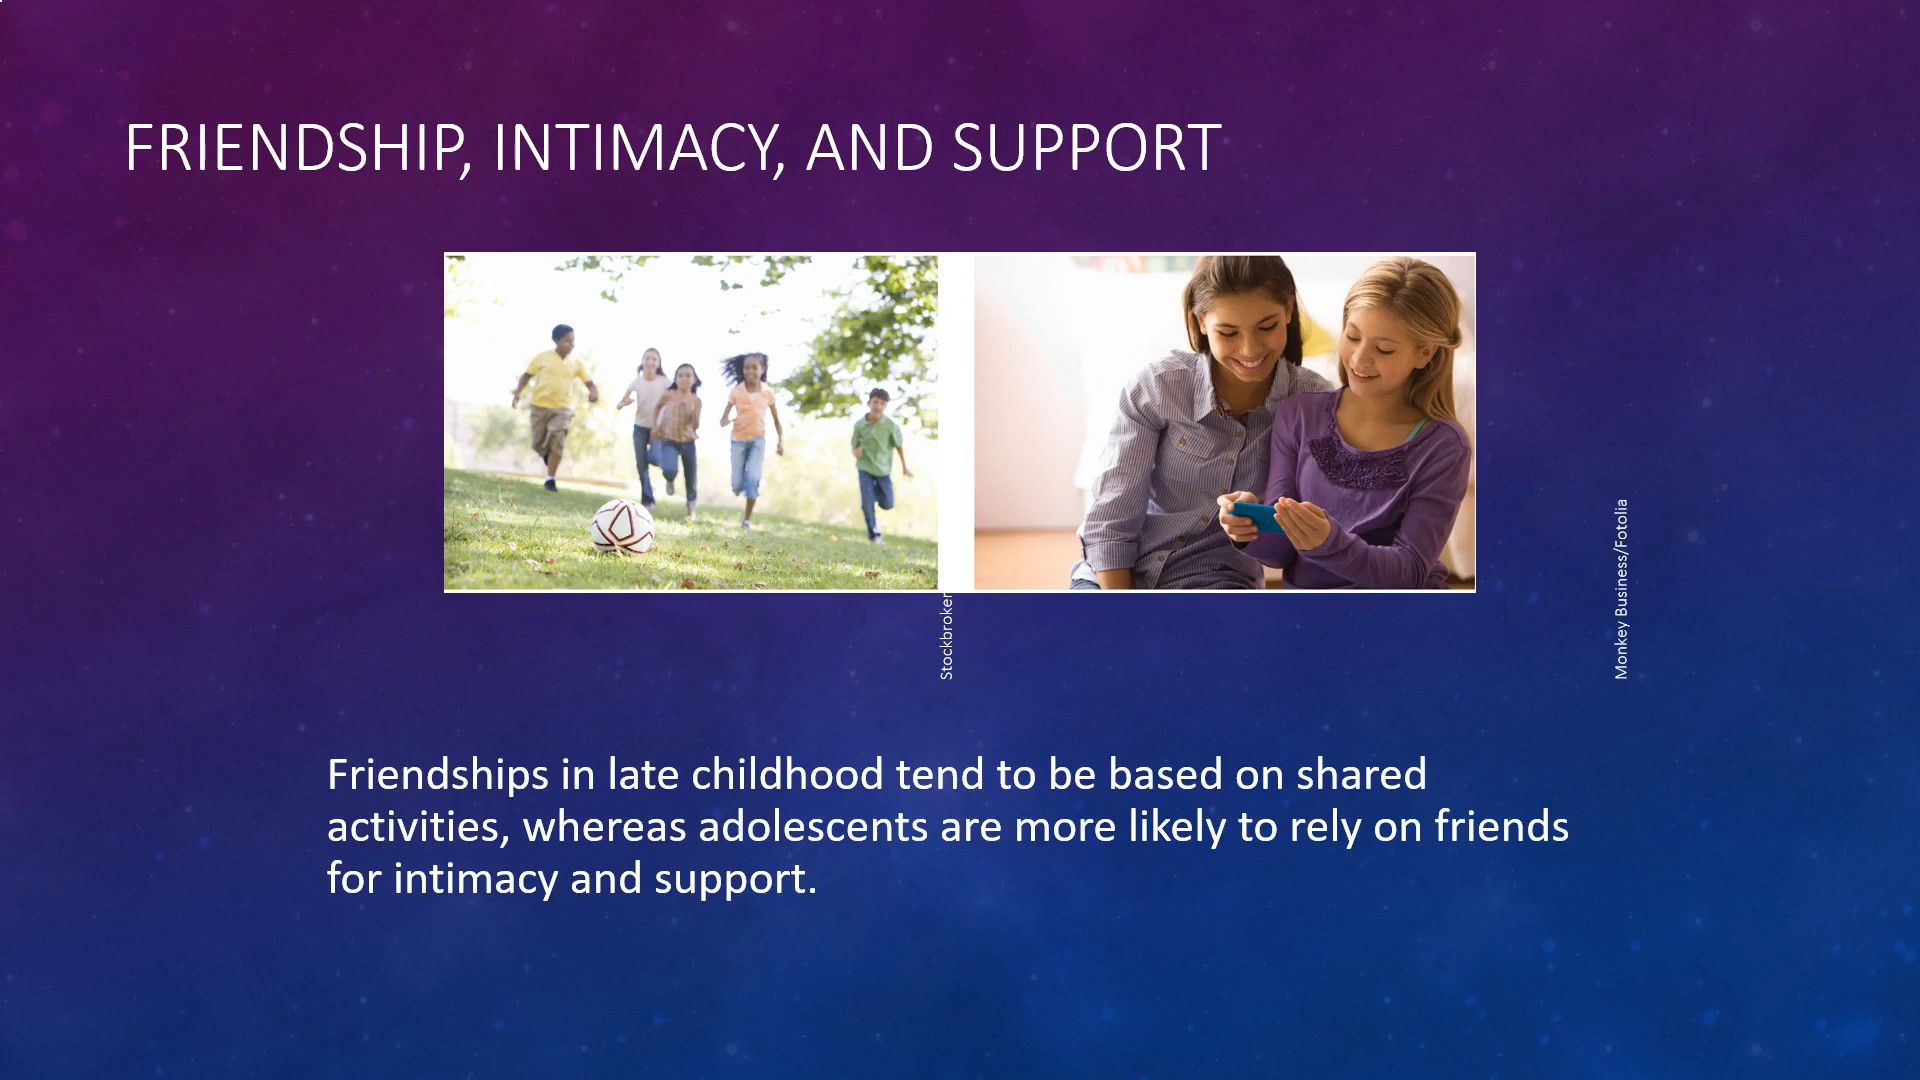 FRIENDSHIP, INTIMACY, AND SUPPORT
Stockbroker
Monkey Business/Fotolia
Friendships in late childhood tend to be based on shared
activities, whereas adolescents are more likely to rely on friends
for intimacy and support.